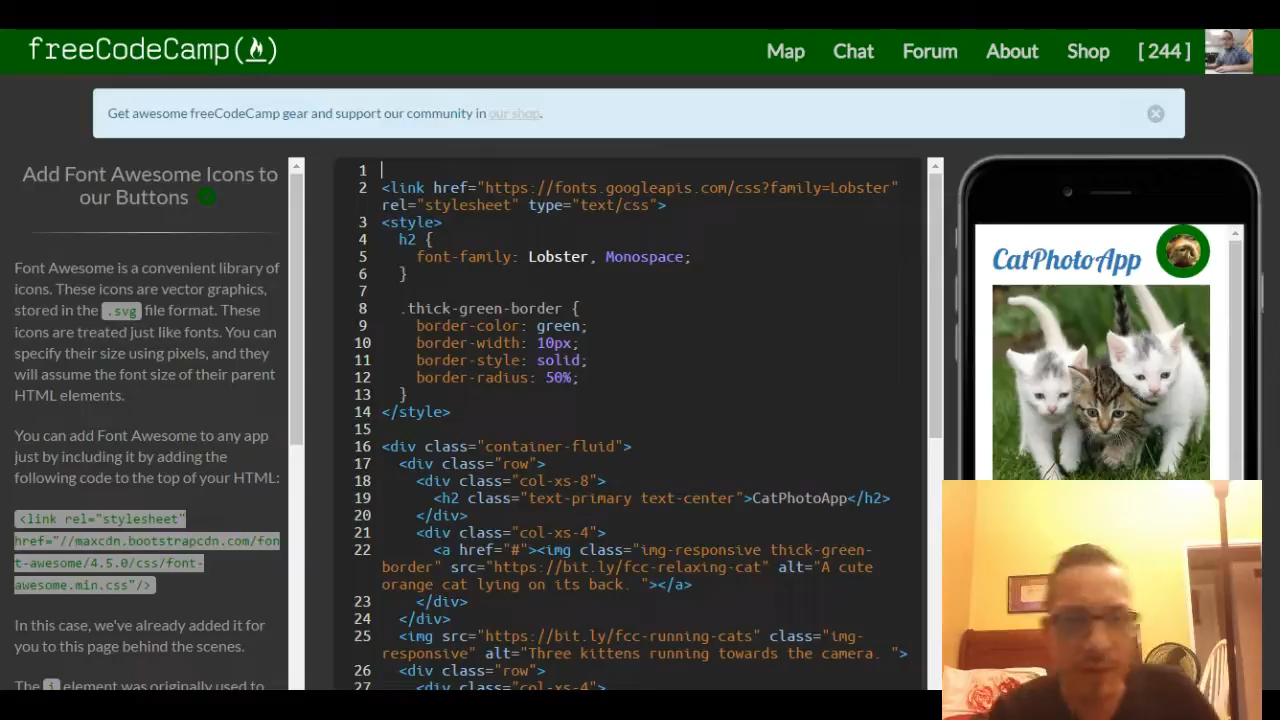 freeCodeCamp(🔥)
Map
Chat
Forum
About
Shop
[ 244 ]
Get awesome freeCodeCamp gear and support our community in our shop.
Add Font Awesome Icons to
our Buttons
Font Awesome is a convenient library of
icons. These icons are vector graphics,
stored in the .svg file format. These
icons are treated just like fonts. You can
specify their size using pixels, and they
will assume the font size of their parent
HTML elements.
You can add Font Awesome to any app
just by including it by adding the
following code to the top of your HTML:
<link rel="stylesheet"
href="//maxcdn.bootstrapcdn.com/fon
t-awesome/4.5.0/css/font-
awesome.min.css"/>
In this case, we've already added it for
you to this page behind the scenes.
The i element was originally used to
1
2 <link href="https://fonts.googleapis.com/css?family=Lobster"
rel="stylesheet" type="text/css">
3 <style>
4 h2 {
5 font-family: Lobster, Monospace;
6 }
7
8 .thick-green-border {
9 border-color: green;
10 border-width: 10px;
11 border-style: solid;
12 border-radius: 50%;
13 }
14 </style>
15
16 <div class="container-fluid">
17 <div class="row">
18 <div class="col-xs-8">
19 <h2 class="text-primary text-center">CatPhotoApp</h2>
20 </div>
21 <div class="col-xs-4">
22 <a href="#"><img class="img-responsive thick-green-
border" src="https://bit.ly/fcc-relaxing-cat" alt="A cute
orange cat lying on its back. "></a>
23 </div>
24 </div>
25 <img src="https://bit.ly/fcc-running-cats" class="img-
responsive" alt="Three kittens running towards the camera. ">
26 <div class="row">
27 <div class="col-xs-4">
CatPhotoApp